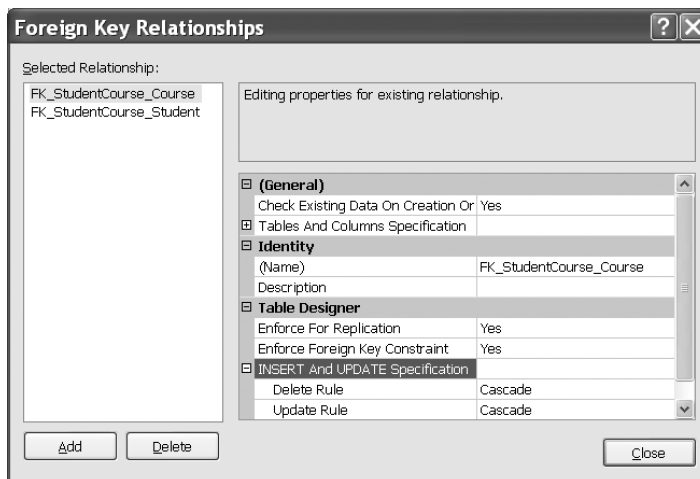 Foreign Key Relationships
Selected Relationship:
FK_StudentCourse_Course
FK_StudentCourse_Student
Editing properties for existing relationship.
(General)
Check Existing Data On Creation Or Yes
Tables And Columns Specification
Identity
(Name) FK_StudentCourse_Course
Description
Table Designer
Enforce For Replication Yes
Enforce Foreign Key Constraint Yes
INSERT And UPDATE Specification
Delete Rule Cascade
Update Rule Cascade
Add Delete
Close